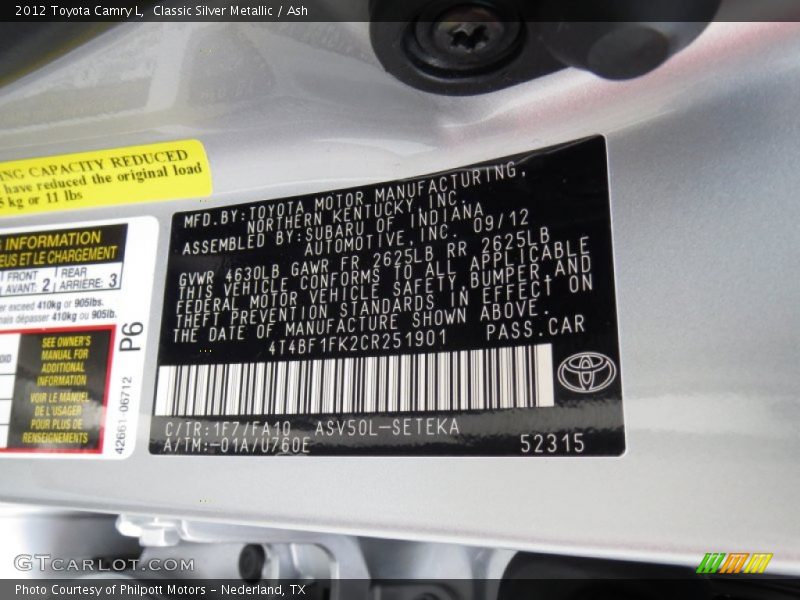 2012 Toyota Camry L,  Classic Silver Metallic / Ash
NG CAPACITY REDUCED
have reduced the original load
5 kg or 11 lbs
INFORMATION
EUS ET LE CHARGEMENT
FRONT AVANT: 2 REAR ARRIÈRE: 3
exceed 410kg or 905lbs.
mais dépasser 410kg ou 905lb.
SEE OWNER'S
MANUAL FOR
ADDITIONAL
INFORMATION
VOIR LE MANUEL
DE L'USAGER
POUR PLUS DE
RENSEIGNEMENTS
P6
42661-06712
MFD.BY:TOYOTA MOTOR MANUFACTURING,
NORTHERN KENTUCKY, INC.
ASSEMBLED BY:SUBARU OF INDIANA
AUTOMOTIVE, INC. 09/12
GVWR 4630LB GAWR FR 2625LB RR 2625LB
THIS VEHICLE CONFORMS TO ALL APPLICABLE
FEDERAL MOTOR VEHICLE SAFETY, BUMPER, AND
THEFT PREVENTION STANDARDS IN EFFECT ON
THE DATE OF MANUFACTURE SHOWN ABOVE.
4T4BF1FK2CR251901 PASS.CAR
C/TR:1F7/FA10 ASV50L-SETEKA
A/TM:-01A/U760E 52315
GTCARLOT.COM
Photo Courtesy of Philpott Motors - Nederland, TX